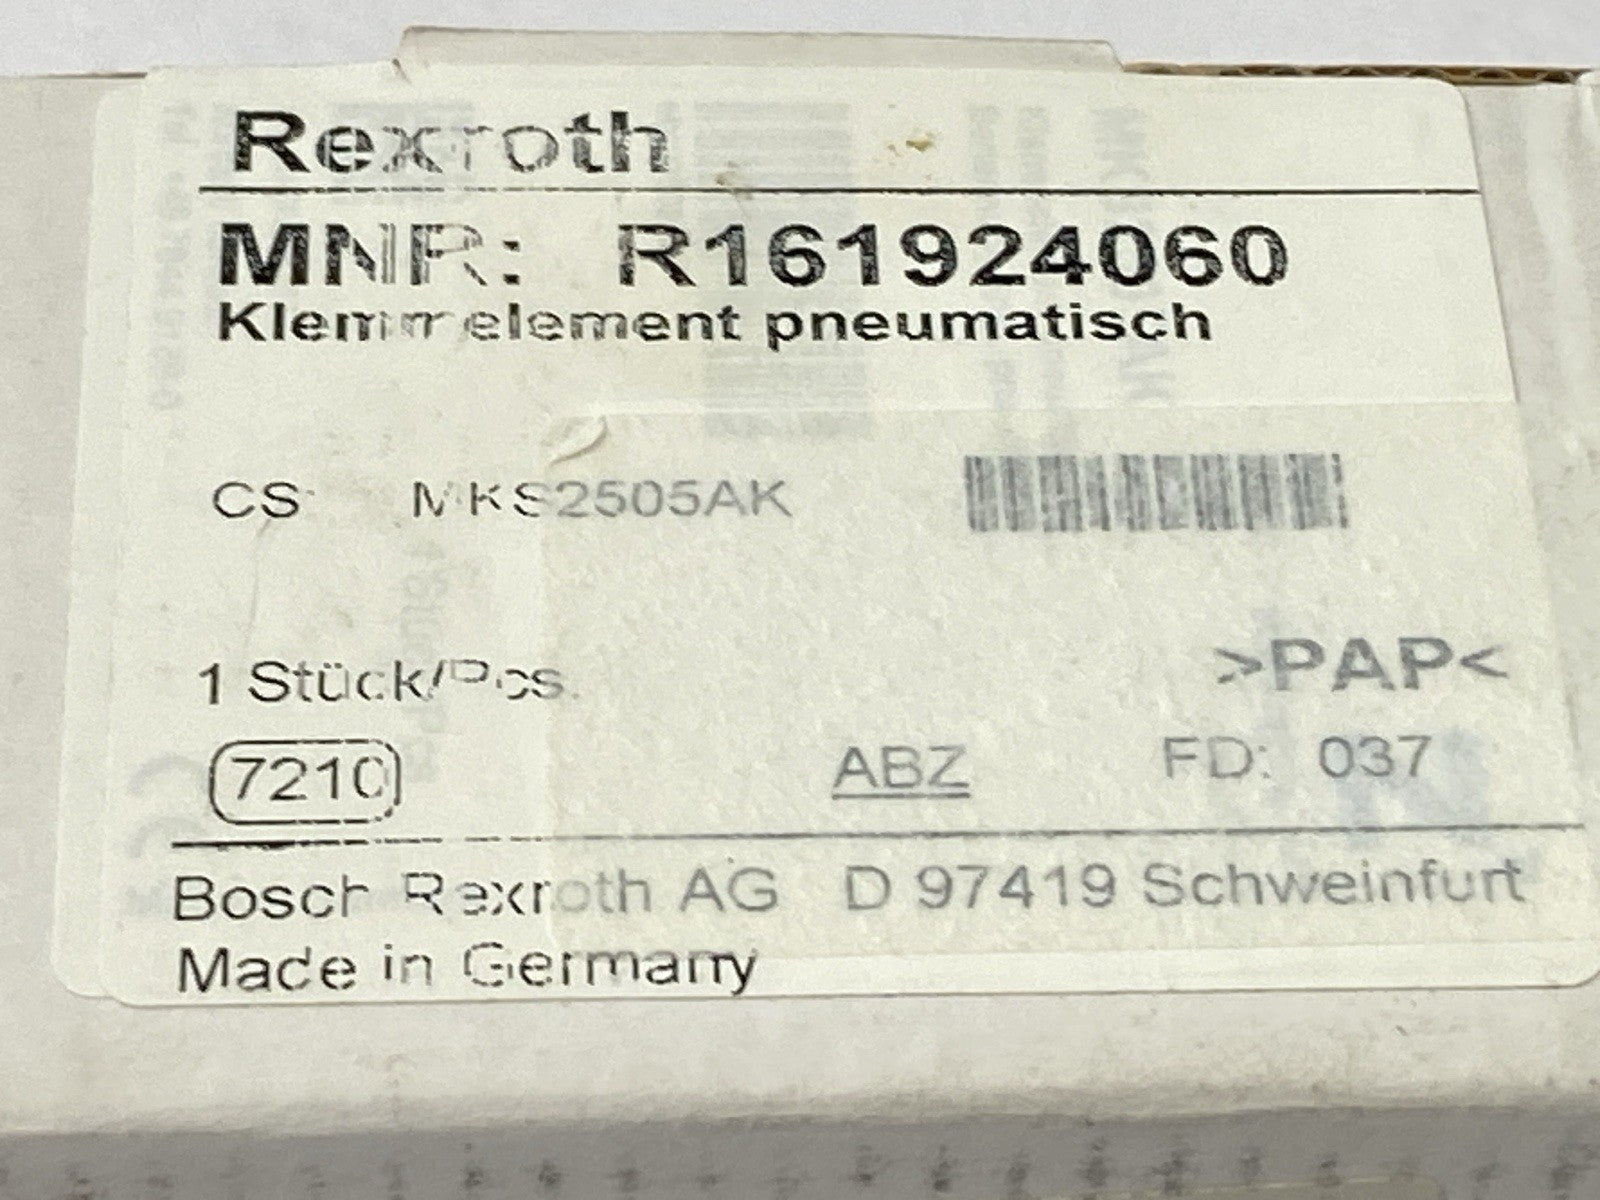 Rexroth
MNR: R161924060
Klemmelement pneumatisch
CS: MKS2505AK
1 Stück/Pcs.
>PAP<
7210 ABZ FD: 037
Bosch Rexroth AG D 97419 Schweinfurt
Made in Germany